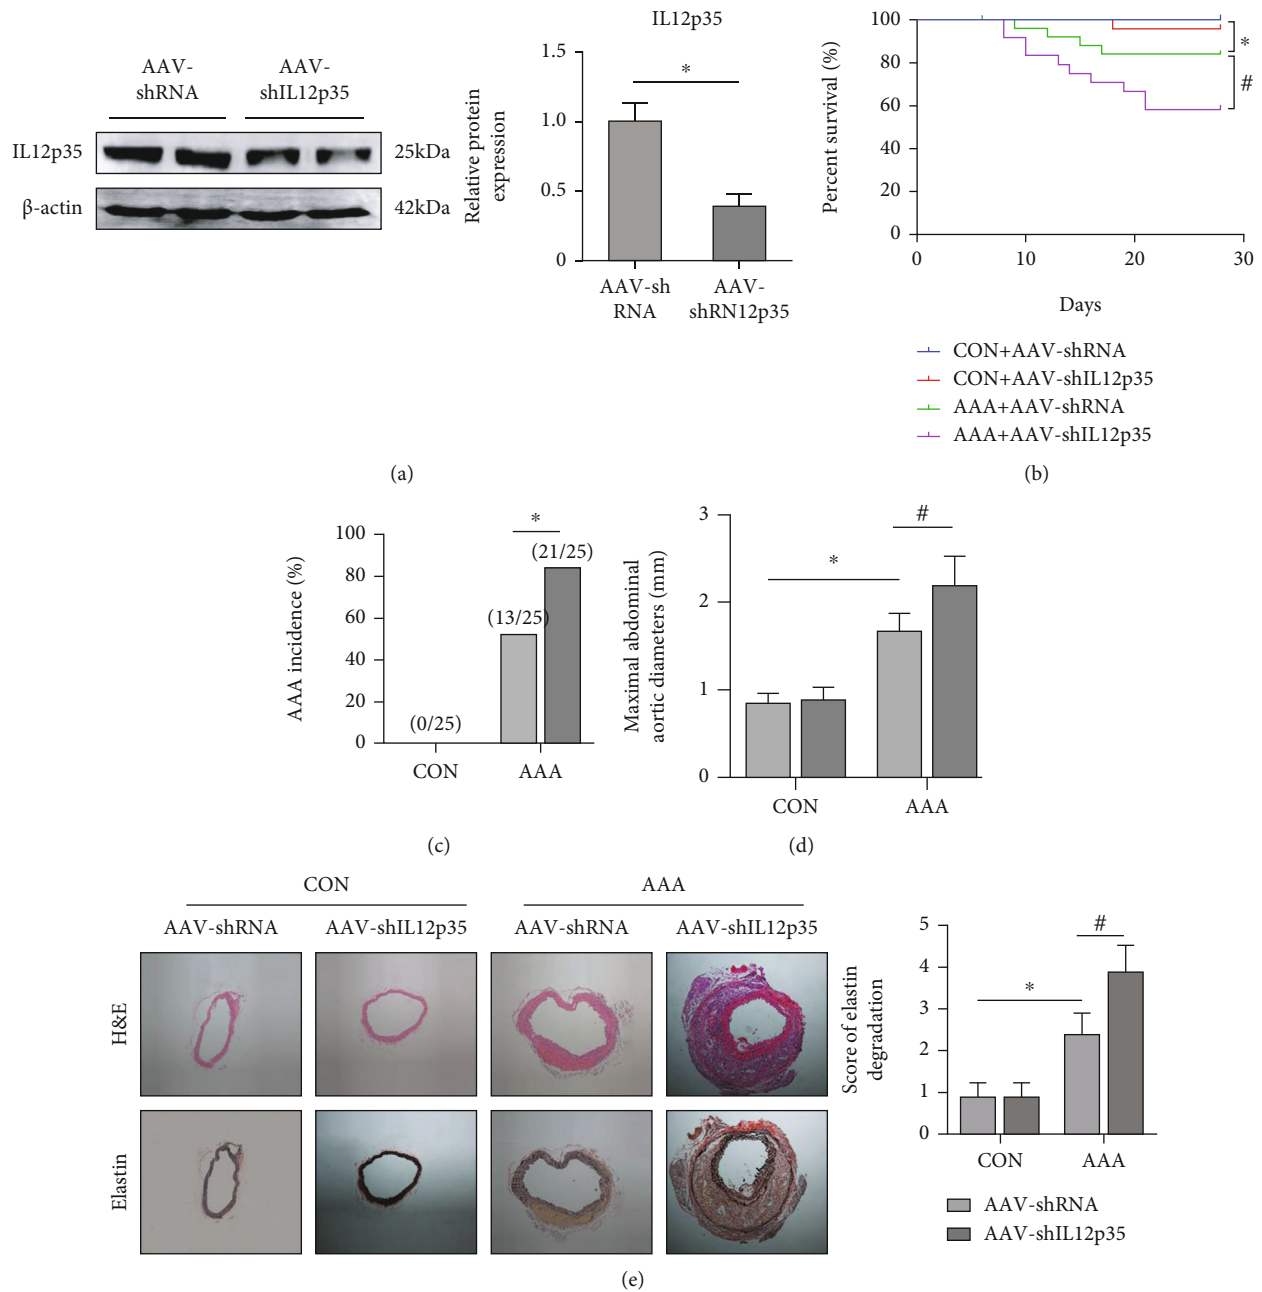 AAV-
shRNA
AAV-
shIL12p35
IL12p35
25kDa
β-actin
42kDa
IL12p35
Relative protein
expression
1.5
1.0
0.5
0
*
AAV-sh
RNA
AAV-
shRN12p35
(a)
Percent survival (%)
100
80
60
40
20
0
0
10
20
30
Days
*
#
CON+AAV-shRNA
CON+AAV-shIL12p35
AAA+AAV-shRNA
AAA+AAV-shIL12p35
(b)
AAA incidence (%)
100
80
60
40
20
0
(0/25)
(13/25)
(21/25)
*
CON
AAA
(c)
Maximal abdominal
aortic diameters (mm)
3
2
1
0
*
#
CON
AAA
(d)
CON
AAA
AAV-shRNA
AAV-shIL12p35
AAV-shRNA
AAV-shIL12p35
H&E
Elastin
Score of elastin
degradation
5
4
3
2
1
0
*
#
CON
AAA
AAV-shRNA
AAV-shIL12p35
(e)